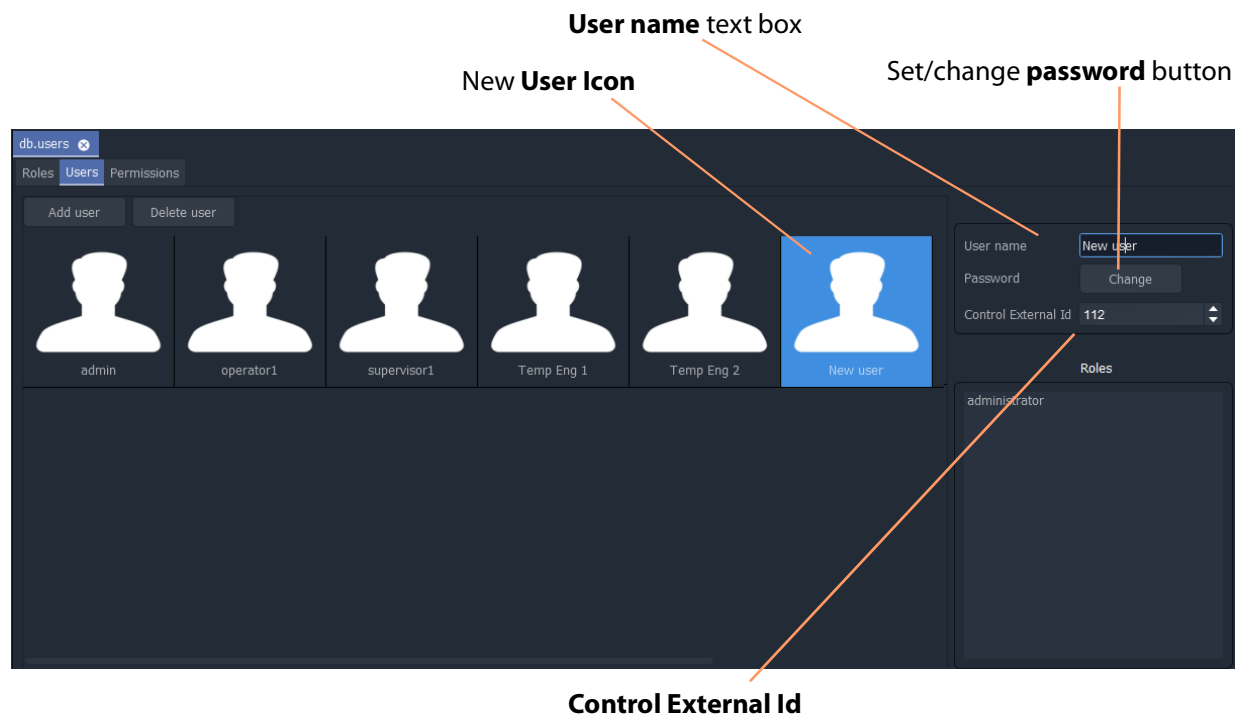 User name text box
New User Icon
Set/change password button
db.users
Roles Users Permissions
Add user Delete user
User name New user
Password Change
Control External Id 112
admin operator1 supervisor1 Temp Eng 1 Temp Eng 2 New user
Roles
administrator
Control External Id